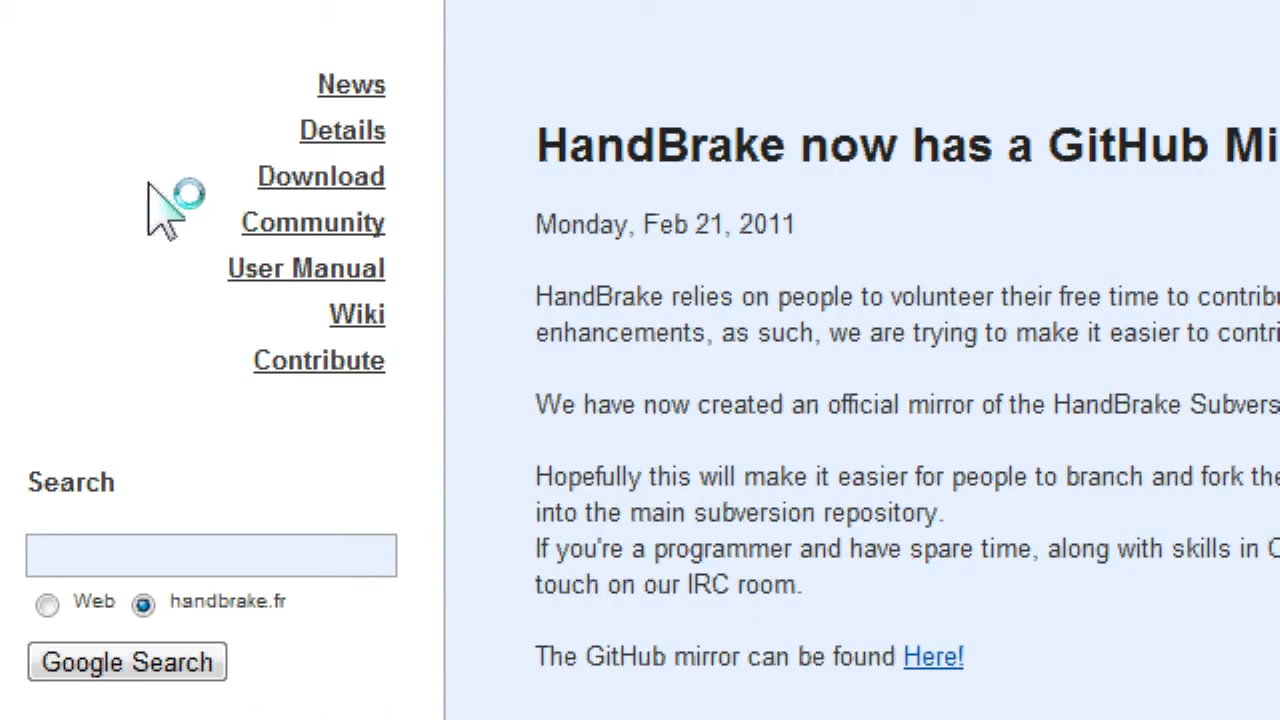 News
Details
Download
Community
User Manual
Wiki
Contribute
Search
Web handbrake.fr
Google Search
HandBrake now has a GitHub Mi
Monday, Feb 21, 2011
HandBrake relies on people to volunteer their free time to contrib
enhancements, as such, we are trying to make it easier to contri
We have now created an official mirror of the HandBrake Subvers
Hopefully this will make it easier for people to branch and fork the
into the main subversion repository.
If you're a programmer and have spare time, along with skills in C
touch on our IRC room.
The GitHub mirror can be found Here!